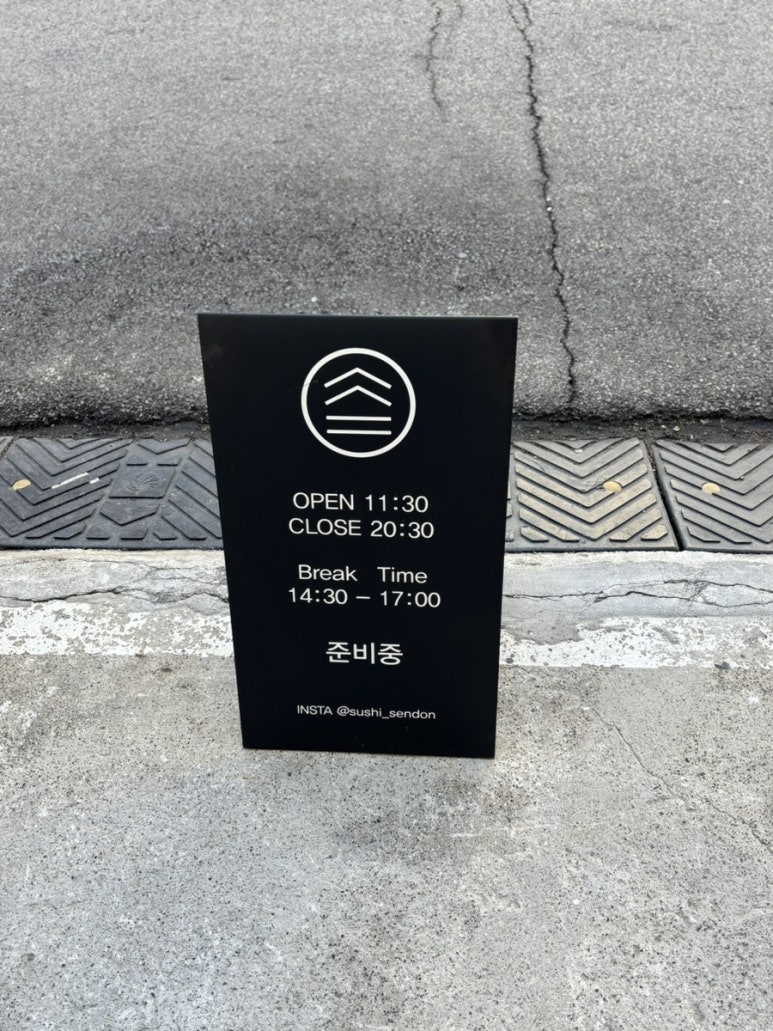 OPEN 11:30
CLOSE 20:30
Break Time
14:30 – 17:00
준비중
INSTA @sushi_sendon